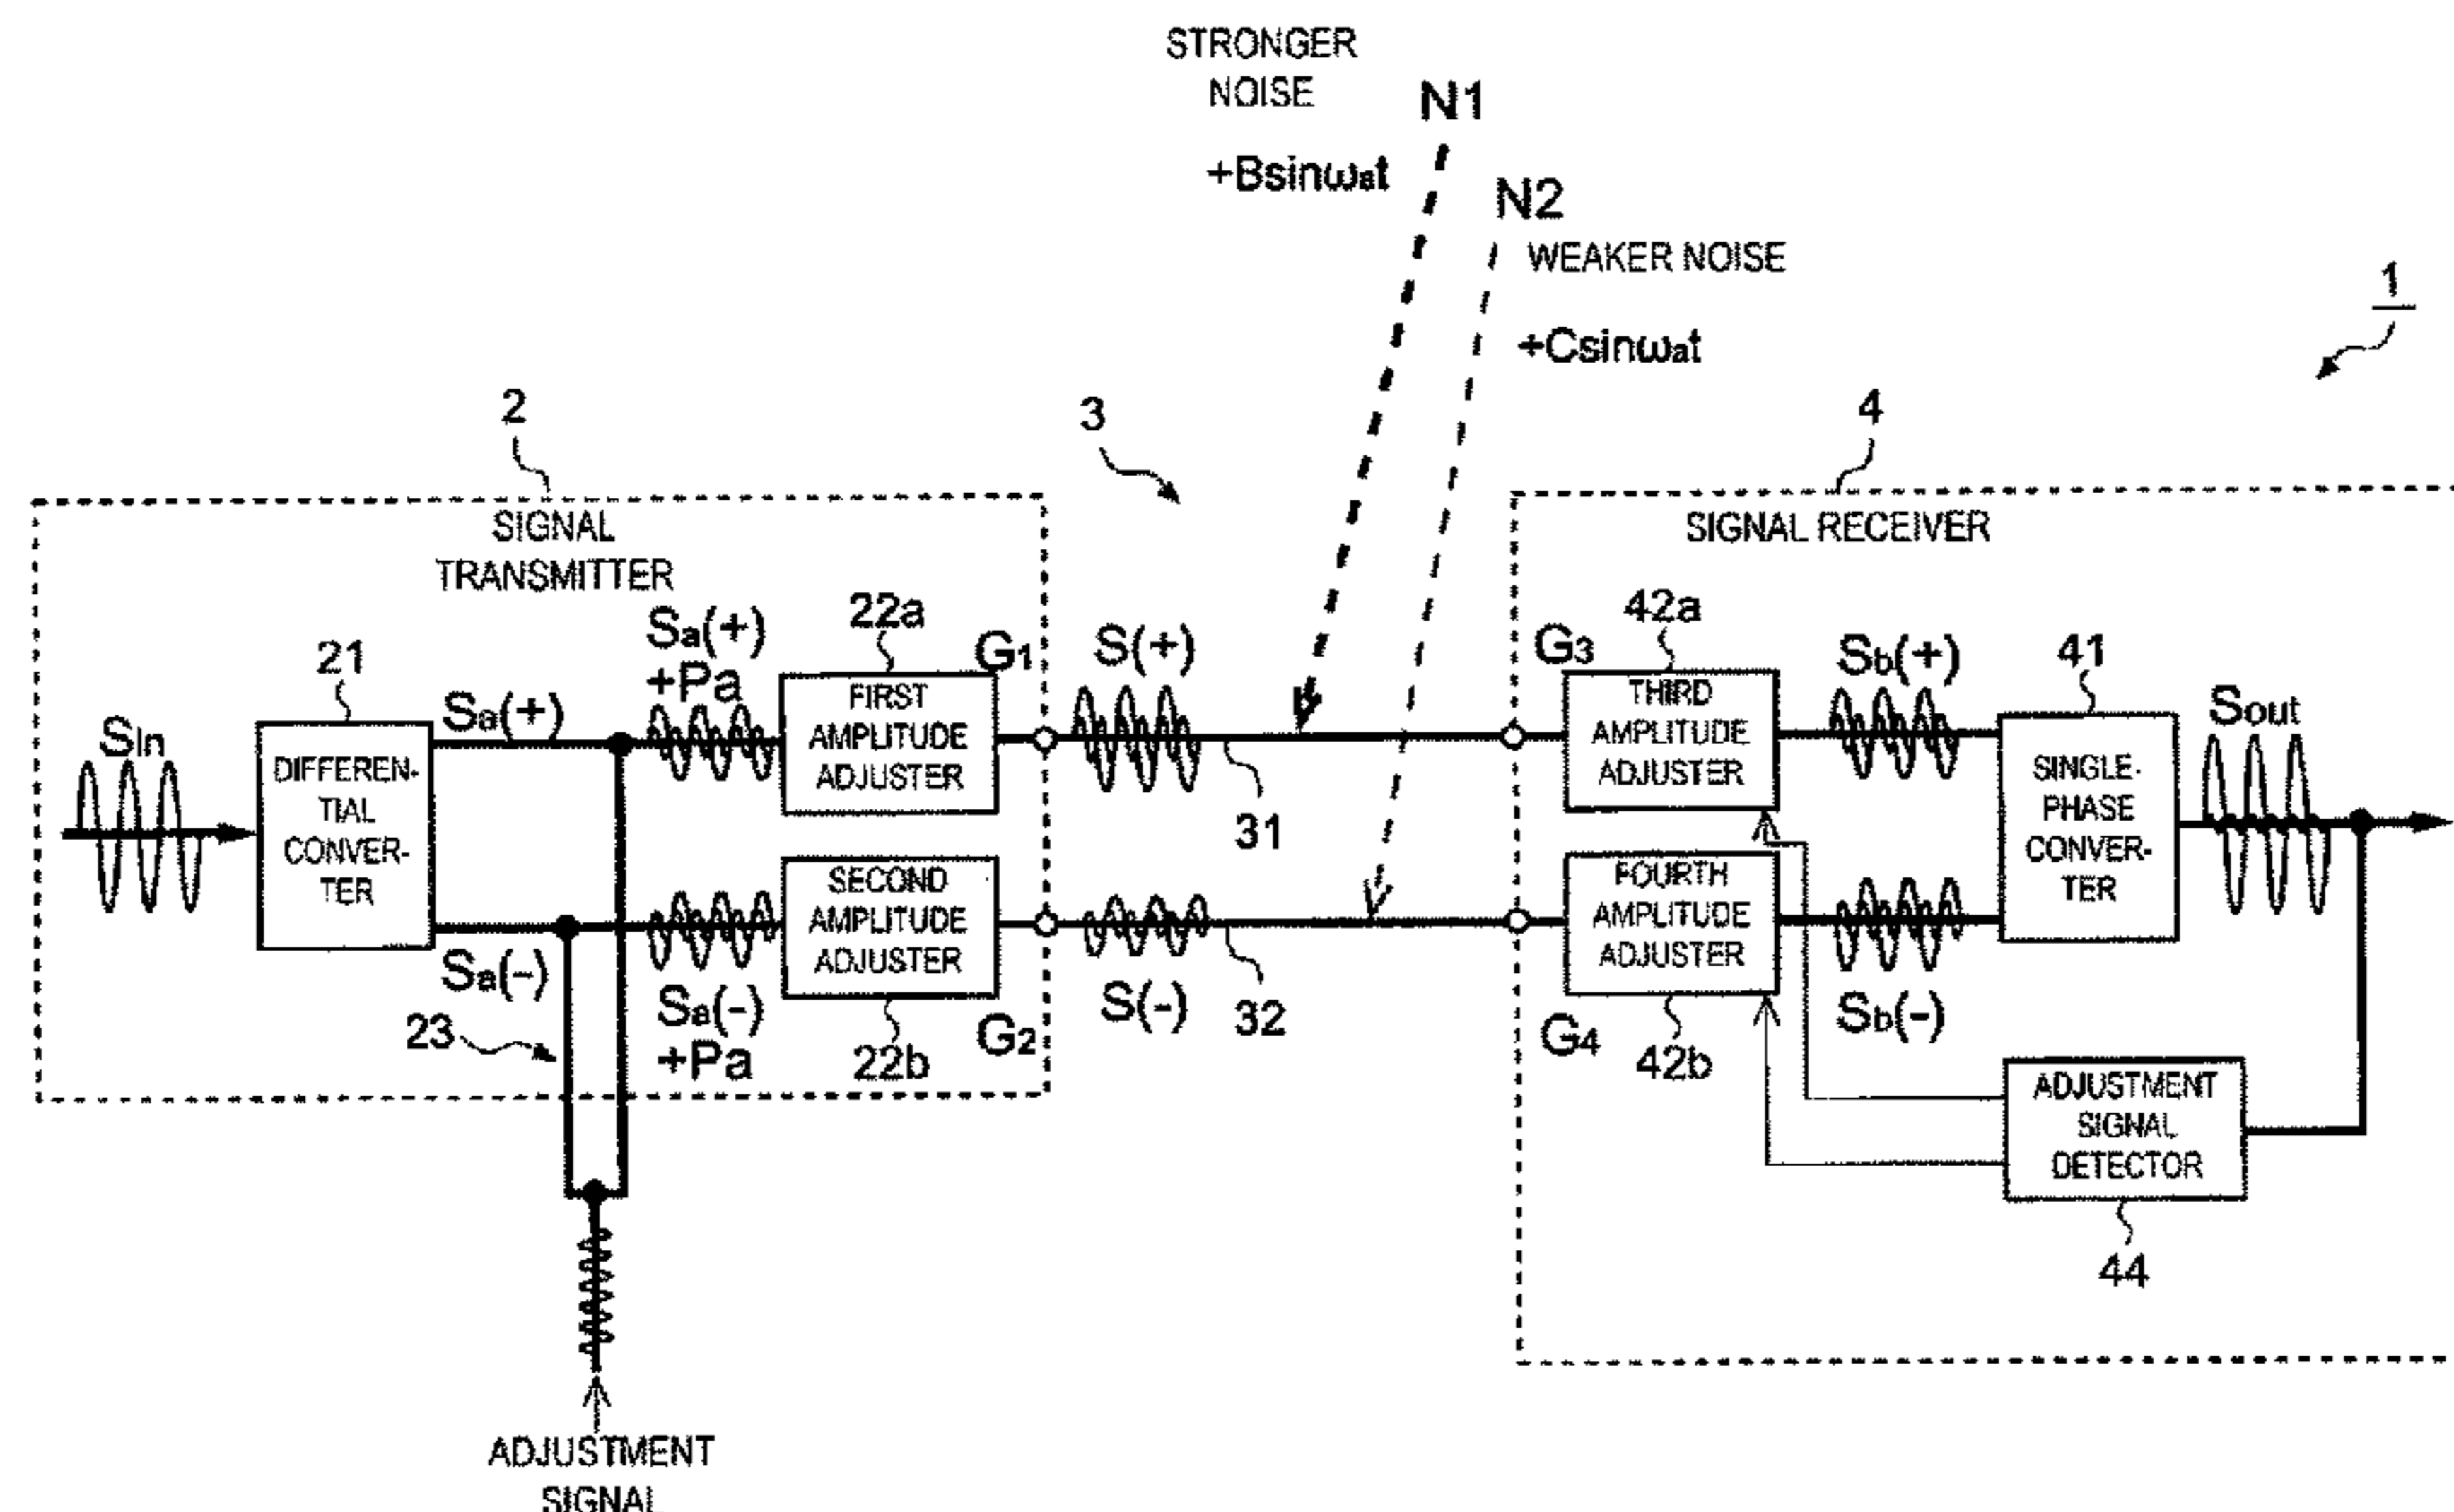 STRONGER
NOISE
N1
+Bsinωat
N2
WEAKER NOISE
+Csinωat
1
2
3
4
SIGNAL
TRANSMITTER
SIGNAL RECEIVER
Sin
21
DIFFEREN-
TIAL
CONVER-
TER
Sa(+)
Sa(-)
23
Sa(+)
+Pa
Sa(-)
+Pa
22a
G1
FIRST
AMPLITUDE
ADJUSTER
SECOND
AMPLITUDE
ADJUSTER
22b
G2
S(+)
31
S(-)
32
G3
42a
THIRD
AMPLITUDE
ADJUSTER
FOURTH
AMPLITUDE
ADJUSTER
G4
42b
Sb(+)
Sb(-)
41
SINGLE-
PHASE
CONVER-
TER
Sout
ADJUSTMENT
SIGNAL
DETECTOR
44
ADJUSTMENT
SIGNAL